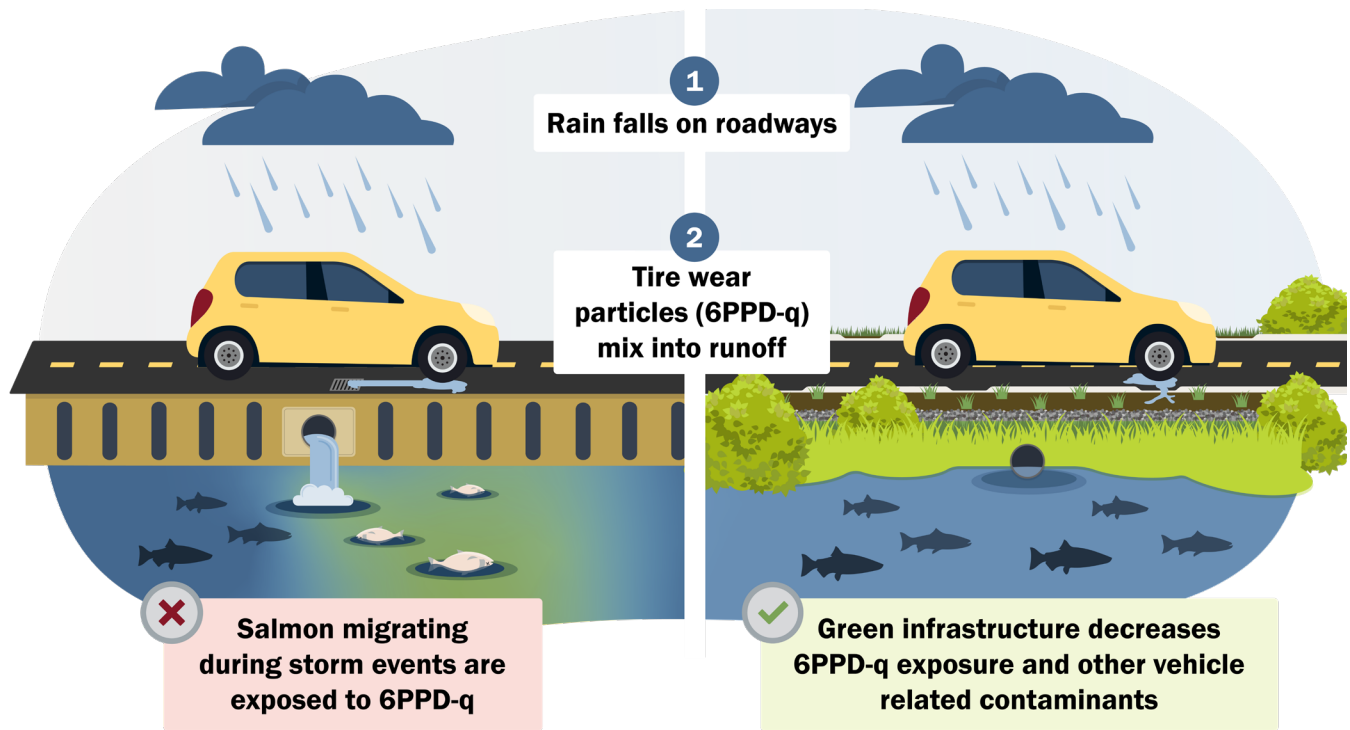 1
Rain falls on roadways
2
Tire wear
particles (6PPD-q)
mix into runoff
Salmon migrating
during storm events are
exposed to 6PPD-q
Green infrastructure decreases
6PPD-q exposure and other vehicle
related contaminants